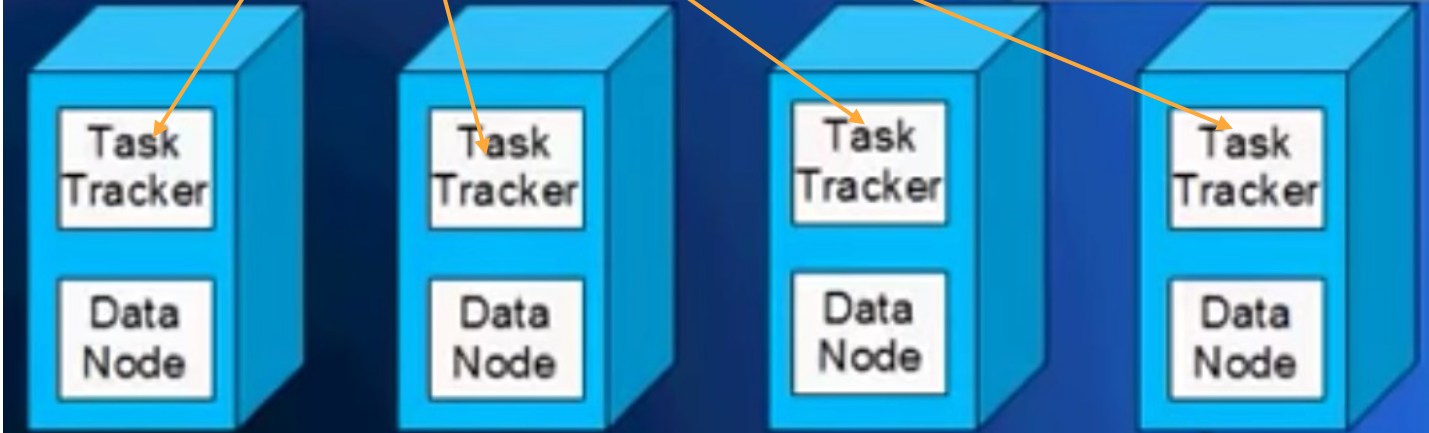 Task
Tracker
Data
Node
Task
Tracker
Data
Node
Task
Tracker
Data
Node
Task
Tracker
Data
Node